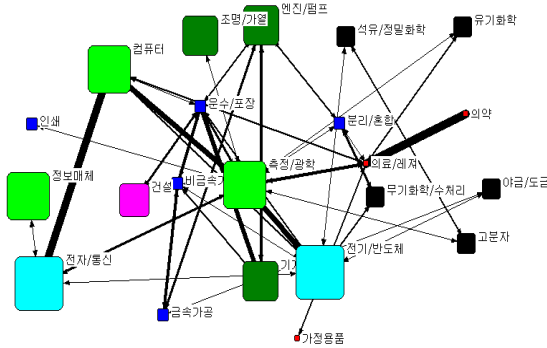 엔진/펌프
조명/가열
유기화학
석유/정밀화학
컴퓨터
운수/포장
의약
인쇄
분리/혼합
측정/광학
의료/레져
정보매체
건설
비금속가
무기화학/수처리
야금/도금
전자/통신
전기/반도체
고분자
기계
금속가공
가정용품